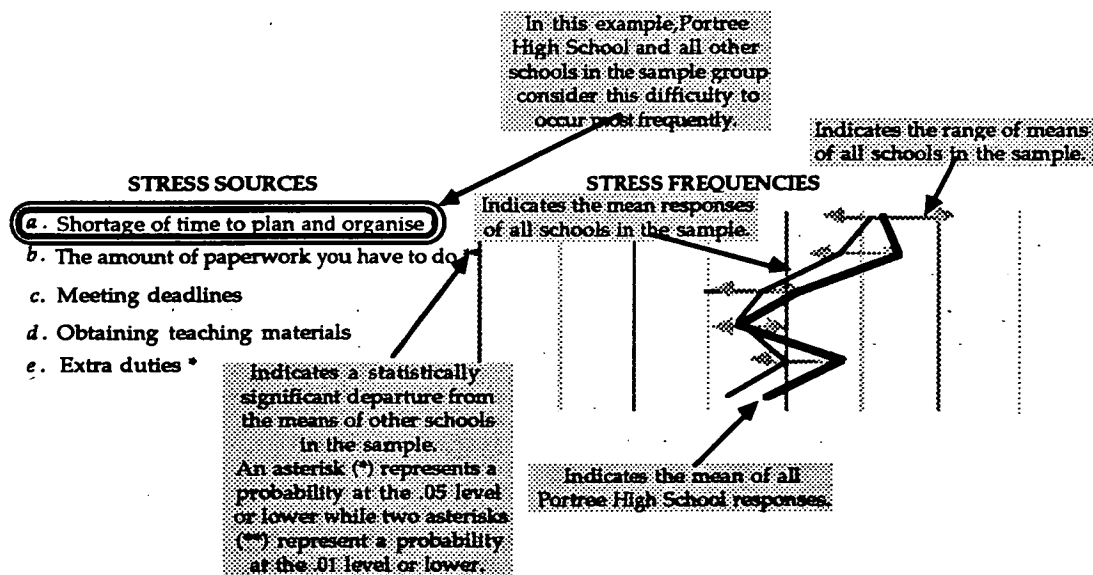 In this example,Portree
High School and all other
schools in the sample group
consider this difficulty to
occur most frequently.
Indicates the range of means
of all schools in the sample.
STRESS SOURCES
STRESS FREQUENCIES
a. Shortage of time to plan and organise
Indicates the mean responses
of all schools in the sample.
b. The amount of paperwork you have to do
c. Meeting deadlines
d. Obtaining teaching materials
e. Extra duties *
Indicates a statistically
significant departure from
the means of other schools
in the sample.
An asterisk (*) represents a
probability at the .05 level
or lower while two asterisks
(**) represent a probability
at the .01 level or lower.
Indicates the mean of all
Portree High School responses.